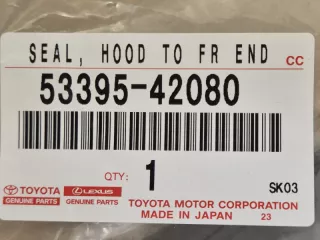 SEAL, HOOD TO FR END CC
53395-42080
QTY: 1 SK03
TOYOTA LEXUS TOYOTA MOTOR CORPORATION
GENUINE PARTS GENUINE PARTS MADE IN JAPAN 23